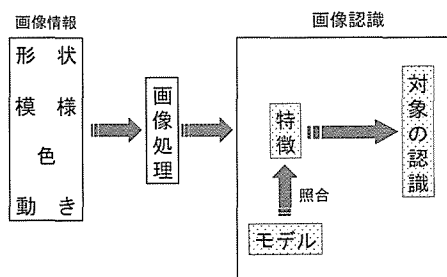 画像情報
形状
模様
色
動き
画像処理
画像認識
特徴
対象の認識
照合
モデル